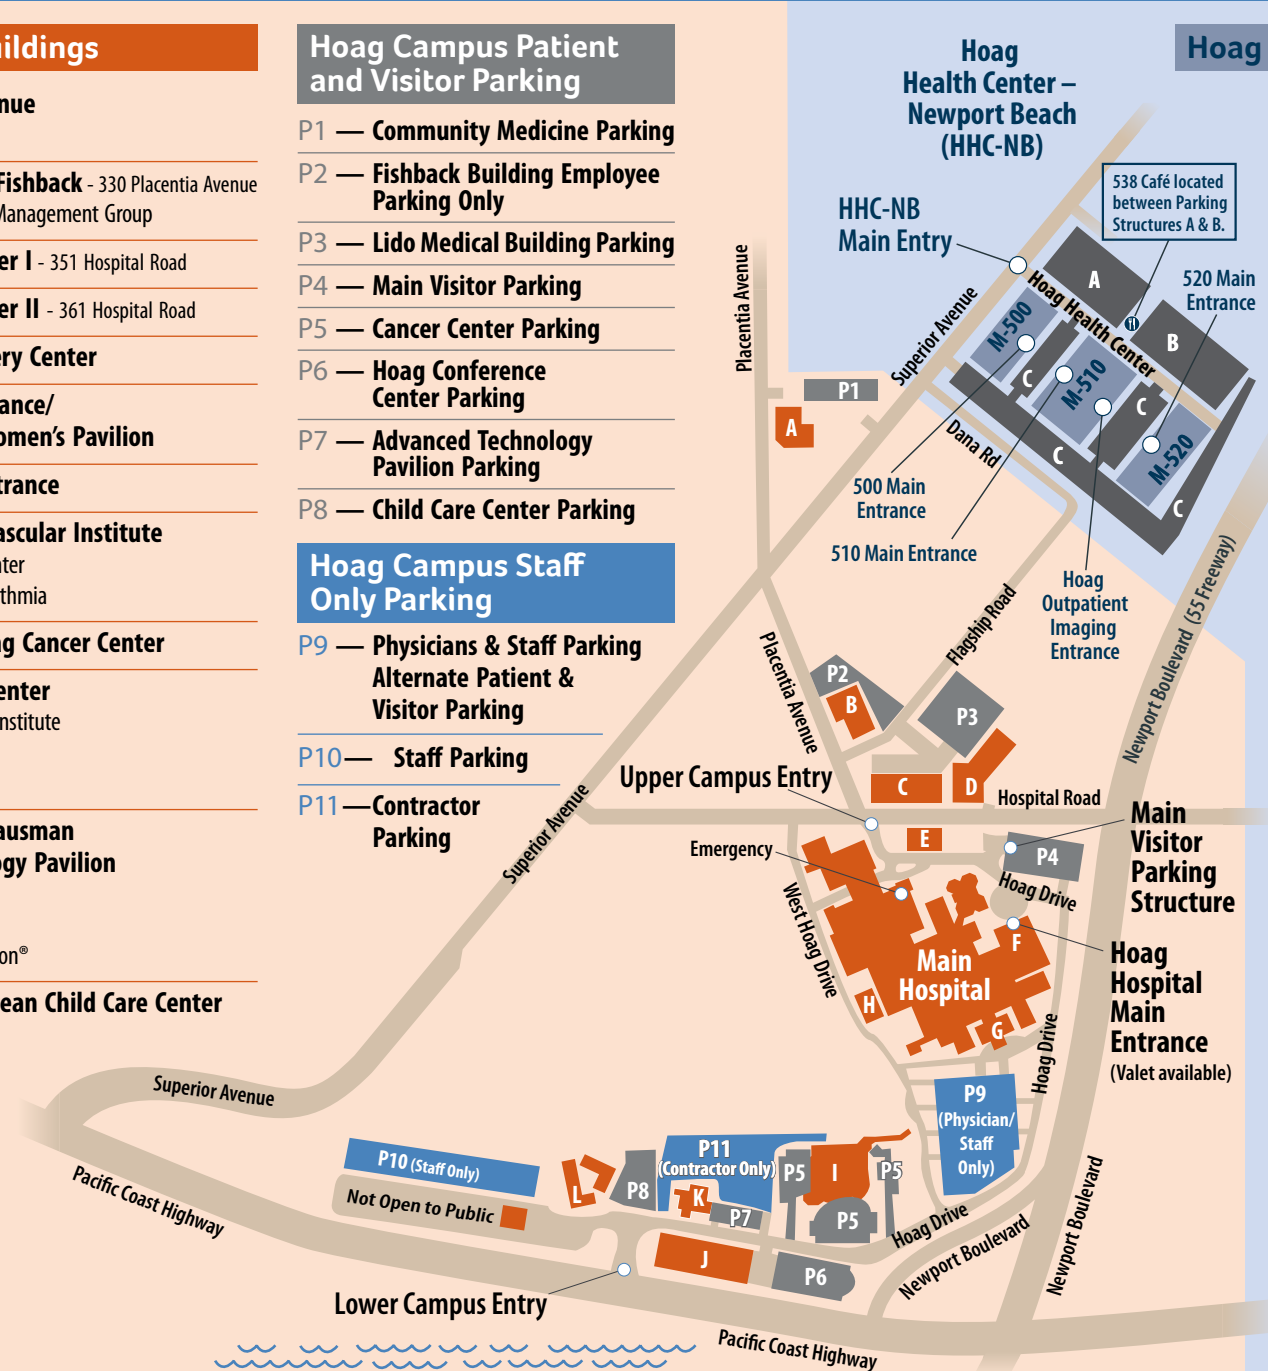 ildings
nue
Fishback - 330 Placentia Avenue
Management Group
er I - 351 Hospital Road
er II - 361 Hospital Road
ery Center
ance/
omen's Pavilion
trance
ascular Institute
nter
thmia
g Cancer Center
enter
nstitute
ausman
ogy Pavilion
on®
ean Child Care Center
Hoag Campus Patient
and Visitor Parking
P1 — Community Medicine Parking
P2 — Fishback Building Employee
Parking Only
P3 — Lido Medical Building Parking
P4 — Main Visitor Parking
P5 — Cancer Center Parking
P6 — Hoag Conference
Center Parking
P7 — Advanced Technology
Pavilion Parking
P8 — Child Care Center Parking
Hoag Campus Staff
Only Parking
P9 — Physicians & Staff Parking
Alternate Patient &
Visitor Parking
P10— Staff Parking
P11—Contractor
Parking
Hoag
Hoag
Health Center –
Newport Beach
(HHC-NB)
HHC-NB
Main Entry
538 Café located
between Parking
Structures A & B.
520 Main
Entrance
A
B
Hoag Health Center
M-500
C
M-510
C
M-520
C
C
Placentia Avenue
Superior Avenue
P1
A
Dana Rd
500 Main
Entrance
510 Main Entrance
Hoag
Outpatient
Imaging
Entrance
Newport Boulevard (55 Freeway)
Flagship Road
Placentia Avenue
P2
B
P3
C
D
Upper Campus Entry
Hospital Road
Superior Avenue
E
Emergency
P4
Main
Visitor
Parking
Structure
Hoag Drive
West Hoag Drive
F
Main
Hospital
H
G
Hoag
Hospital
Main
Entrance
(Valet available)
Hoag Drive
Superior Avenue
P9
(Physician/
Staff
Only)
P10 (Staff Only)
Not Open to Public
L
P8
P11
(Contractor Only)
K
P7
P5
I
P5
P5
J
P6
Hoag Drive
Newport Boulevard
Newport Boulevard
Pacific Coast Highway
Lower Campus Entry
Pacific Coast Highway